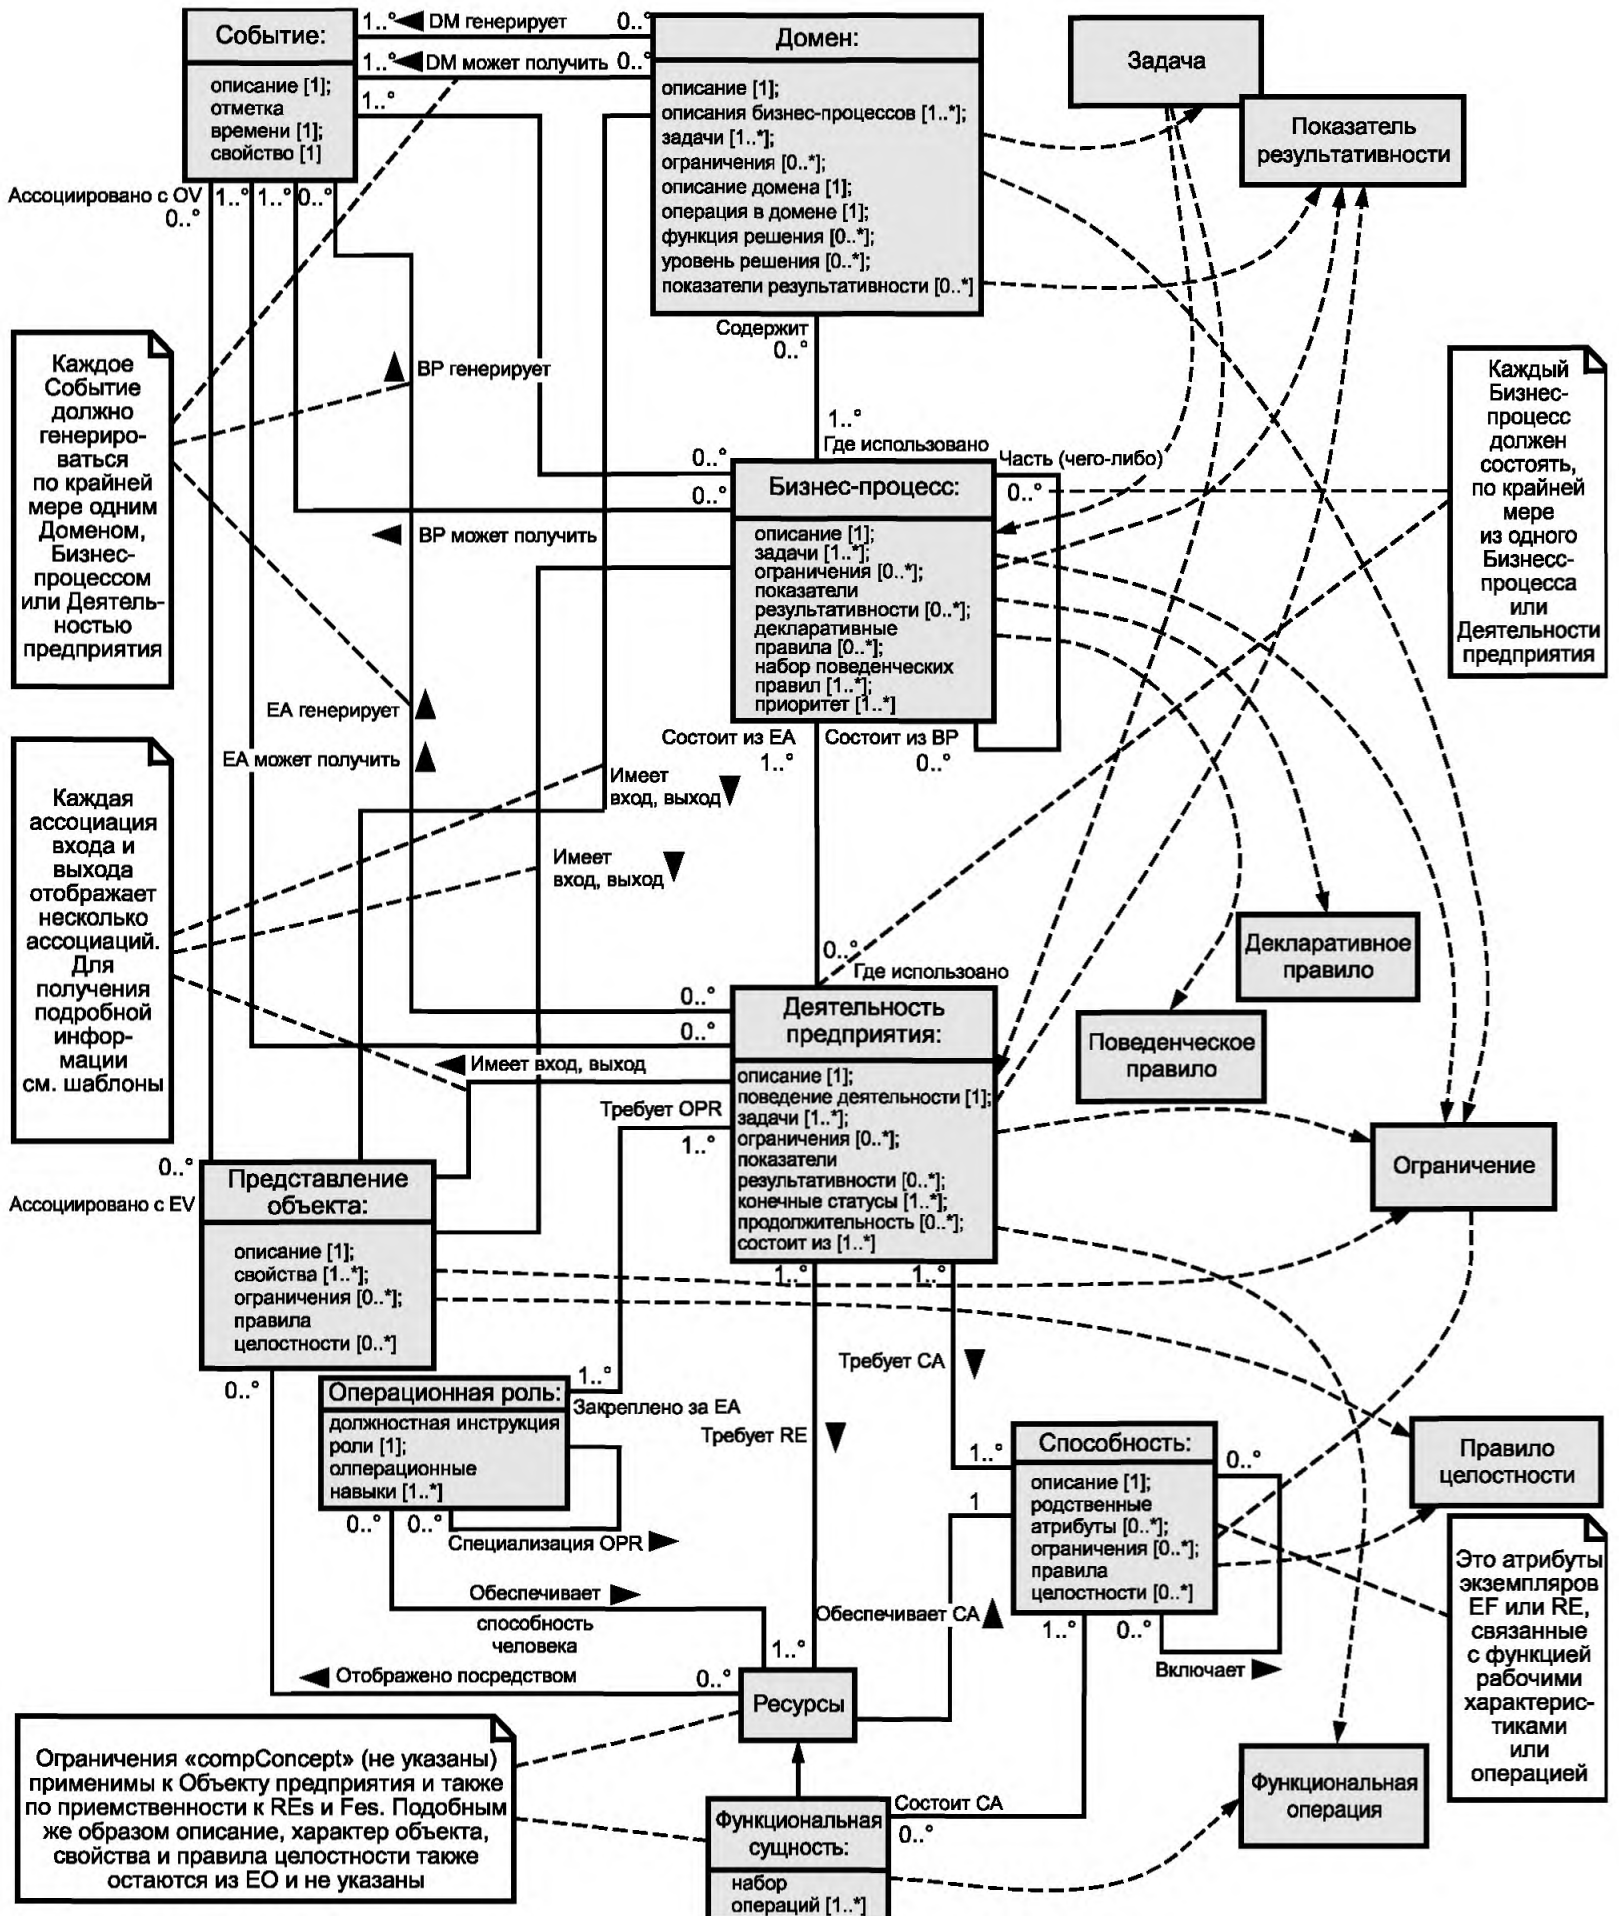 Событие:
описание [1];
отметка
времени [1];
свойство [1]
1..°
DM генерирует
0..°
1..°
DM может получить
0..°
1..°
Домен:
описание [1];
описания бизнес-процессов [1..*];
задачи [1..*];
ограничения [0..*];
описание домена [1];
операция в домене [1];
функция решения [0..*];
уровень решения [0..*];
показатели результативности [0..*]
Задача
Показатель
результативности
Ассоциировано с OV
0..°
1..°
1..°
0..°
Содержит
0..°
Каждое
Событие
должно
генериро-
ваться
по крайней
мере одним
Доменом,
Бизнес-
процессом
или Деятель-
ностью
предприятия
BP генерирует
1..°
Где использовано
0..°
0..°
Часть (чего-либо)
0..°
BP может получить
Бизнес-процесс:
описание [1];
задачи [1..*];
ограничения [0..*];
показатели
результативности [0..*];
декларативные
правила [0..*];
набор поведенческих
правил [1..*];
приоритет [1..*]
Каждый
Бизнес-
процесс
должен
состоять,
по крайней
мере
из одного
Бизнесс-
процесса
или
Деятельности
предприятия
EA генерирует
EA может получить
Состоит из EA
1..°
Состоит из BP
0..°
Имеет
вход, выход
Имеет
вход, выход
Каждая
ассоциация
входа и
выхода
отображает
несколько
ассоциаций.
Для
получения
подробной
инфор-
мации
см. шаблоны
0..°
Где использоано
0..°
0..°
Имеет вход, выход
Требует OPR
1..°
Деятельность
предприятия:
описание [1];
поведение деятельности [1];
задачи [1..*];
ограничения [0..*];
показатели
результативности [0..*];
конечные статусы [1..*];
продолжительность [0..*];
состоит из [1..*]
Декларативное
правило
Поведенческое
правило
Ограничение
0..°
Ассоциировано с EV
Представление
объекта:
описание [1];
свойства [1..*];
ограничения [0..*];
правила
целостности [0..*]
1..°
1..°
0..°
1..°
Закреплено за EA
Операционная роль:
должностная инструкция
роли [1];
олперационные
навыки [1..*]
0..°
0..°
Специализация OPR
Требует CA
Требует RE
1..°
1
Способность:
описание [1];
родственные
атрибуты [0..*];
ограничения [0..*];
правила
целостности [0..*]
0..°
Правило
целостности
Это атрибуты
экземпляров
EF или RE,
связанные
с функцией
рабочими
характерис-
тиками
или
операцией
Обеспечивает
способность
человека
Обеспечивает CA
1..°
0..°
Включает
1..°
Отображено посредством
0..°
Ресурсы
Ограничения «compConcept» (не указаны)
применимы к Объекту предприятия и также
по приемственности к REs и Fes. Подобным
же образом описание, характер объекта,
свойства и правила целостности также
остаются из EO и не указаны
Функциональная
сущность:
набор
операций [1..*]
Состоит CA
0..°
Функциональная
операция